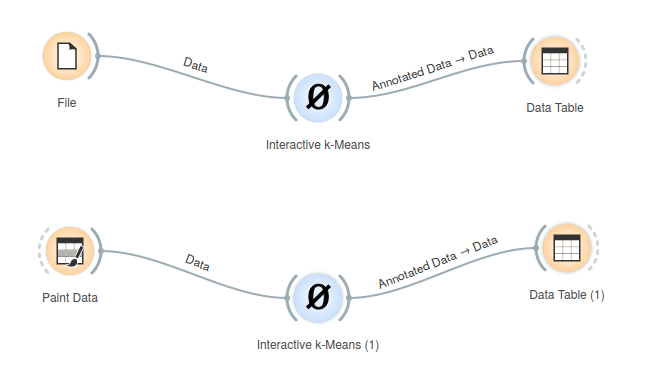 Data
Annotated Data → Data
File
Data Table
Ø
Interactive k-Means
Data
Annotated Data → Data
Paint Data
Data Table (1)
Ø
Interactive k-Means (1)